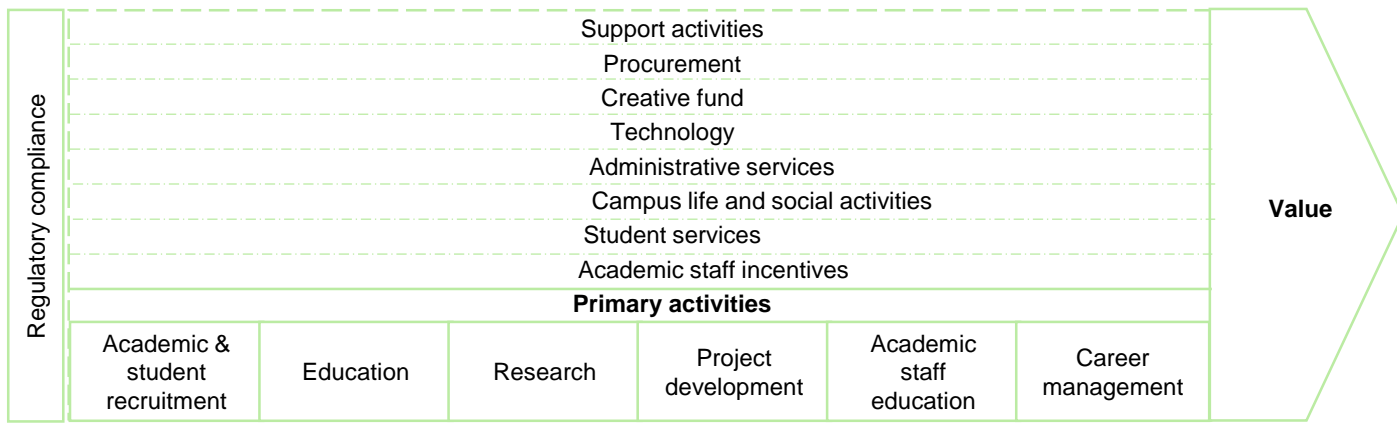 Regulatory compliance
Support activities
Procurement
Creative fund
Technology
Administrative services
Campus life and social activities
Student services
Academic staff incentives
Primary activities
Academic &
student
recruitment
Education
Research
Project
development
Academic
staff
education
Career
management
Value